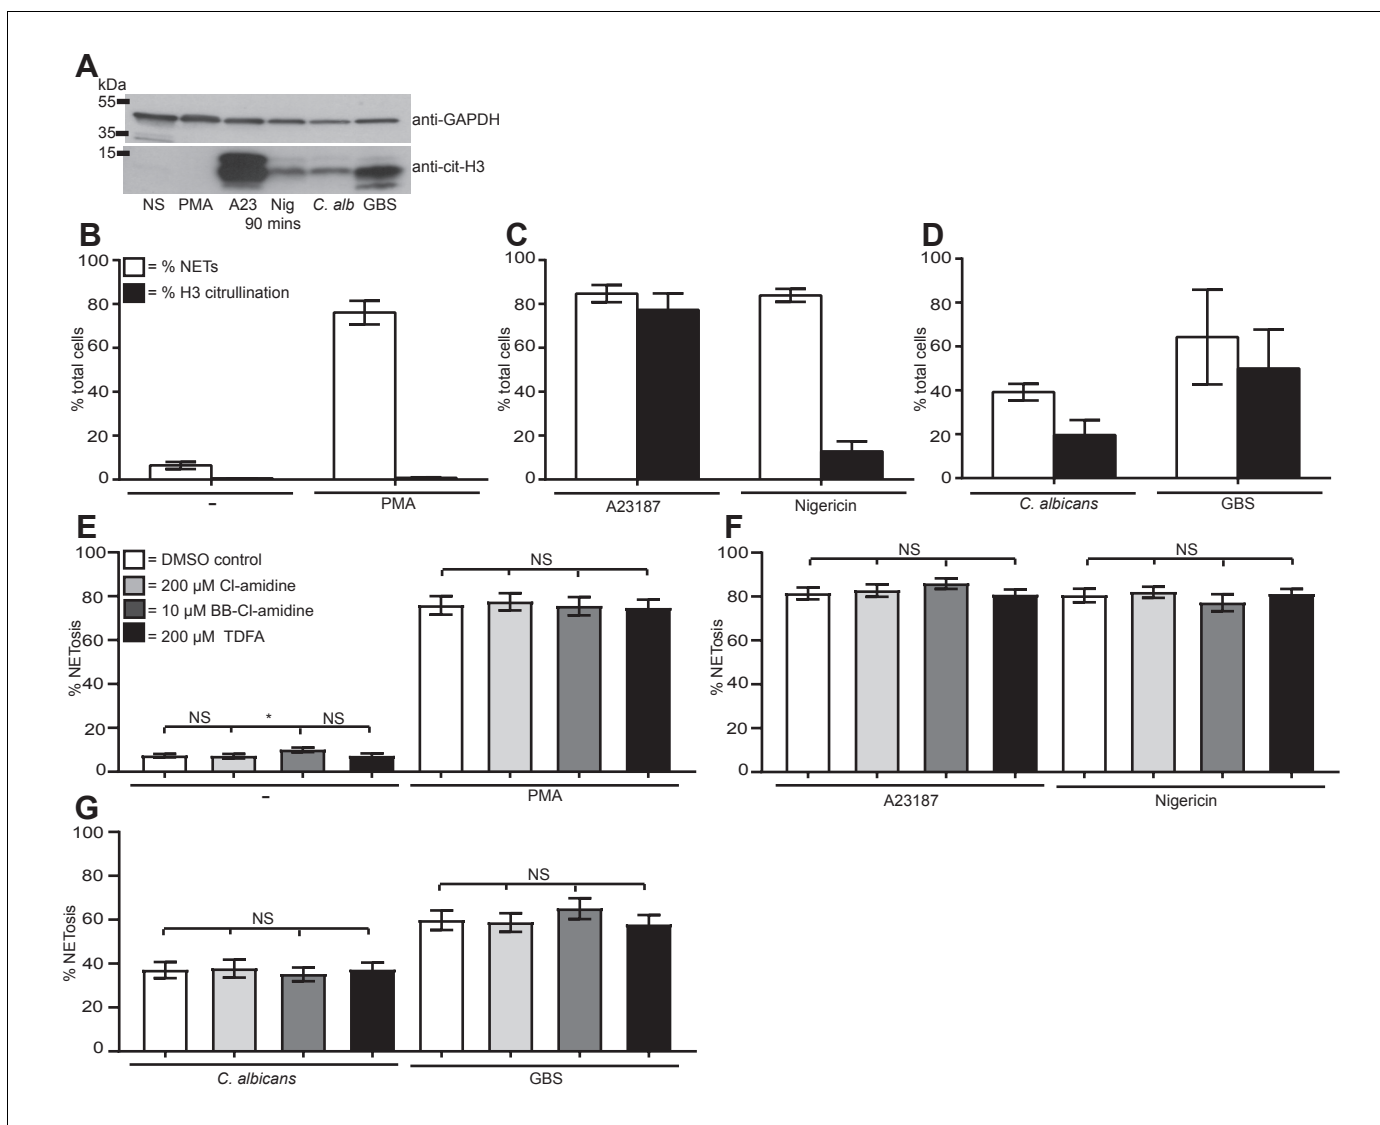 A
kDa
55
35
15
anti-GAPDH
anti-cit-H3
NS PMA A23 Nig C. alb GBS
90 mins
B
% total cells
100
80
60
40
20
0
= % NETs
= % H3 citrullination
– PMA
C
% total cells
100
80
60
40
20
0
A23187 Nigericin
D
% total cells
100
80
60
40
20
0
C. albicans GBS
E
% NETosis
100
80
60
40
20
0
= DMSO control
= 200 µM Cl-amidine
= 10 µM BB-Cl-amidine
= 200 µM TDFA
NS * NS
NS
– PMA
F
% NETosis
100
80
60
40
20
0
NS NS
A23187 Nigericin
G
% NETosis
100
80
60
40
20
0
NS NS
C. albicans GBS